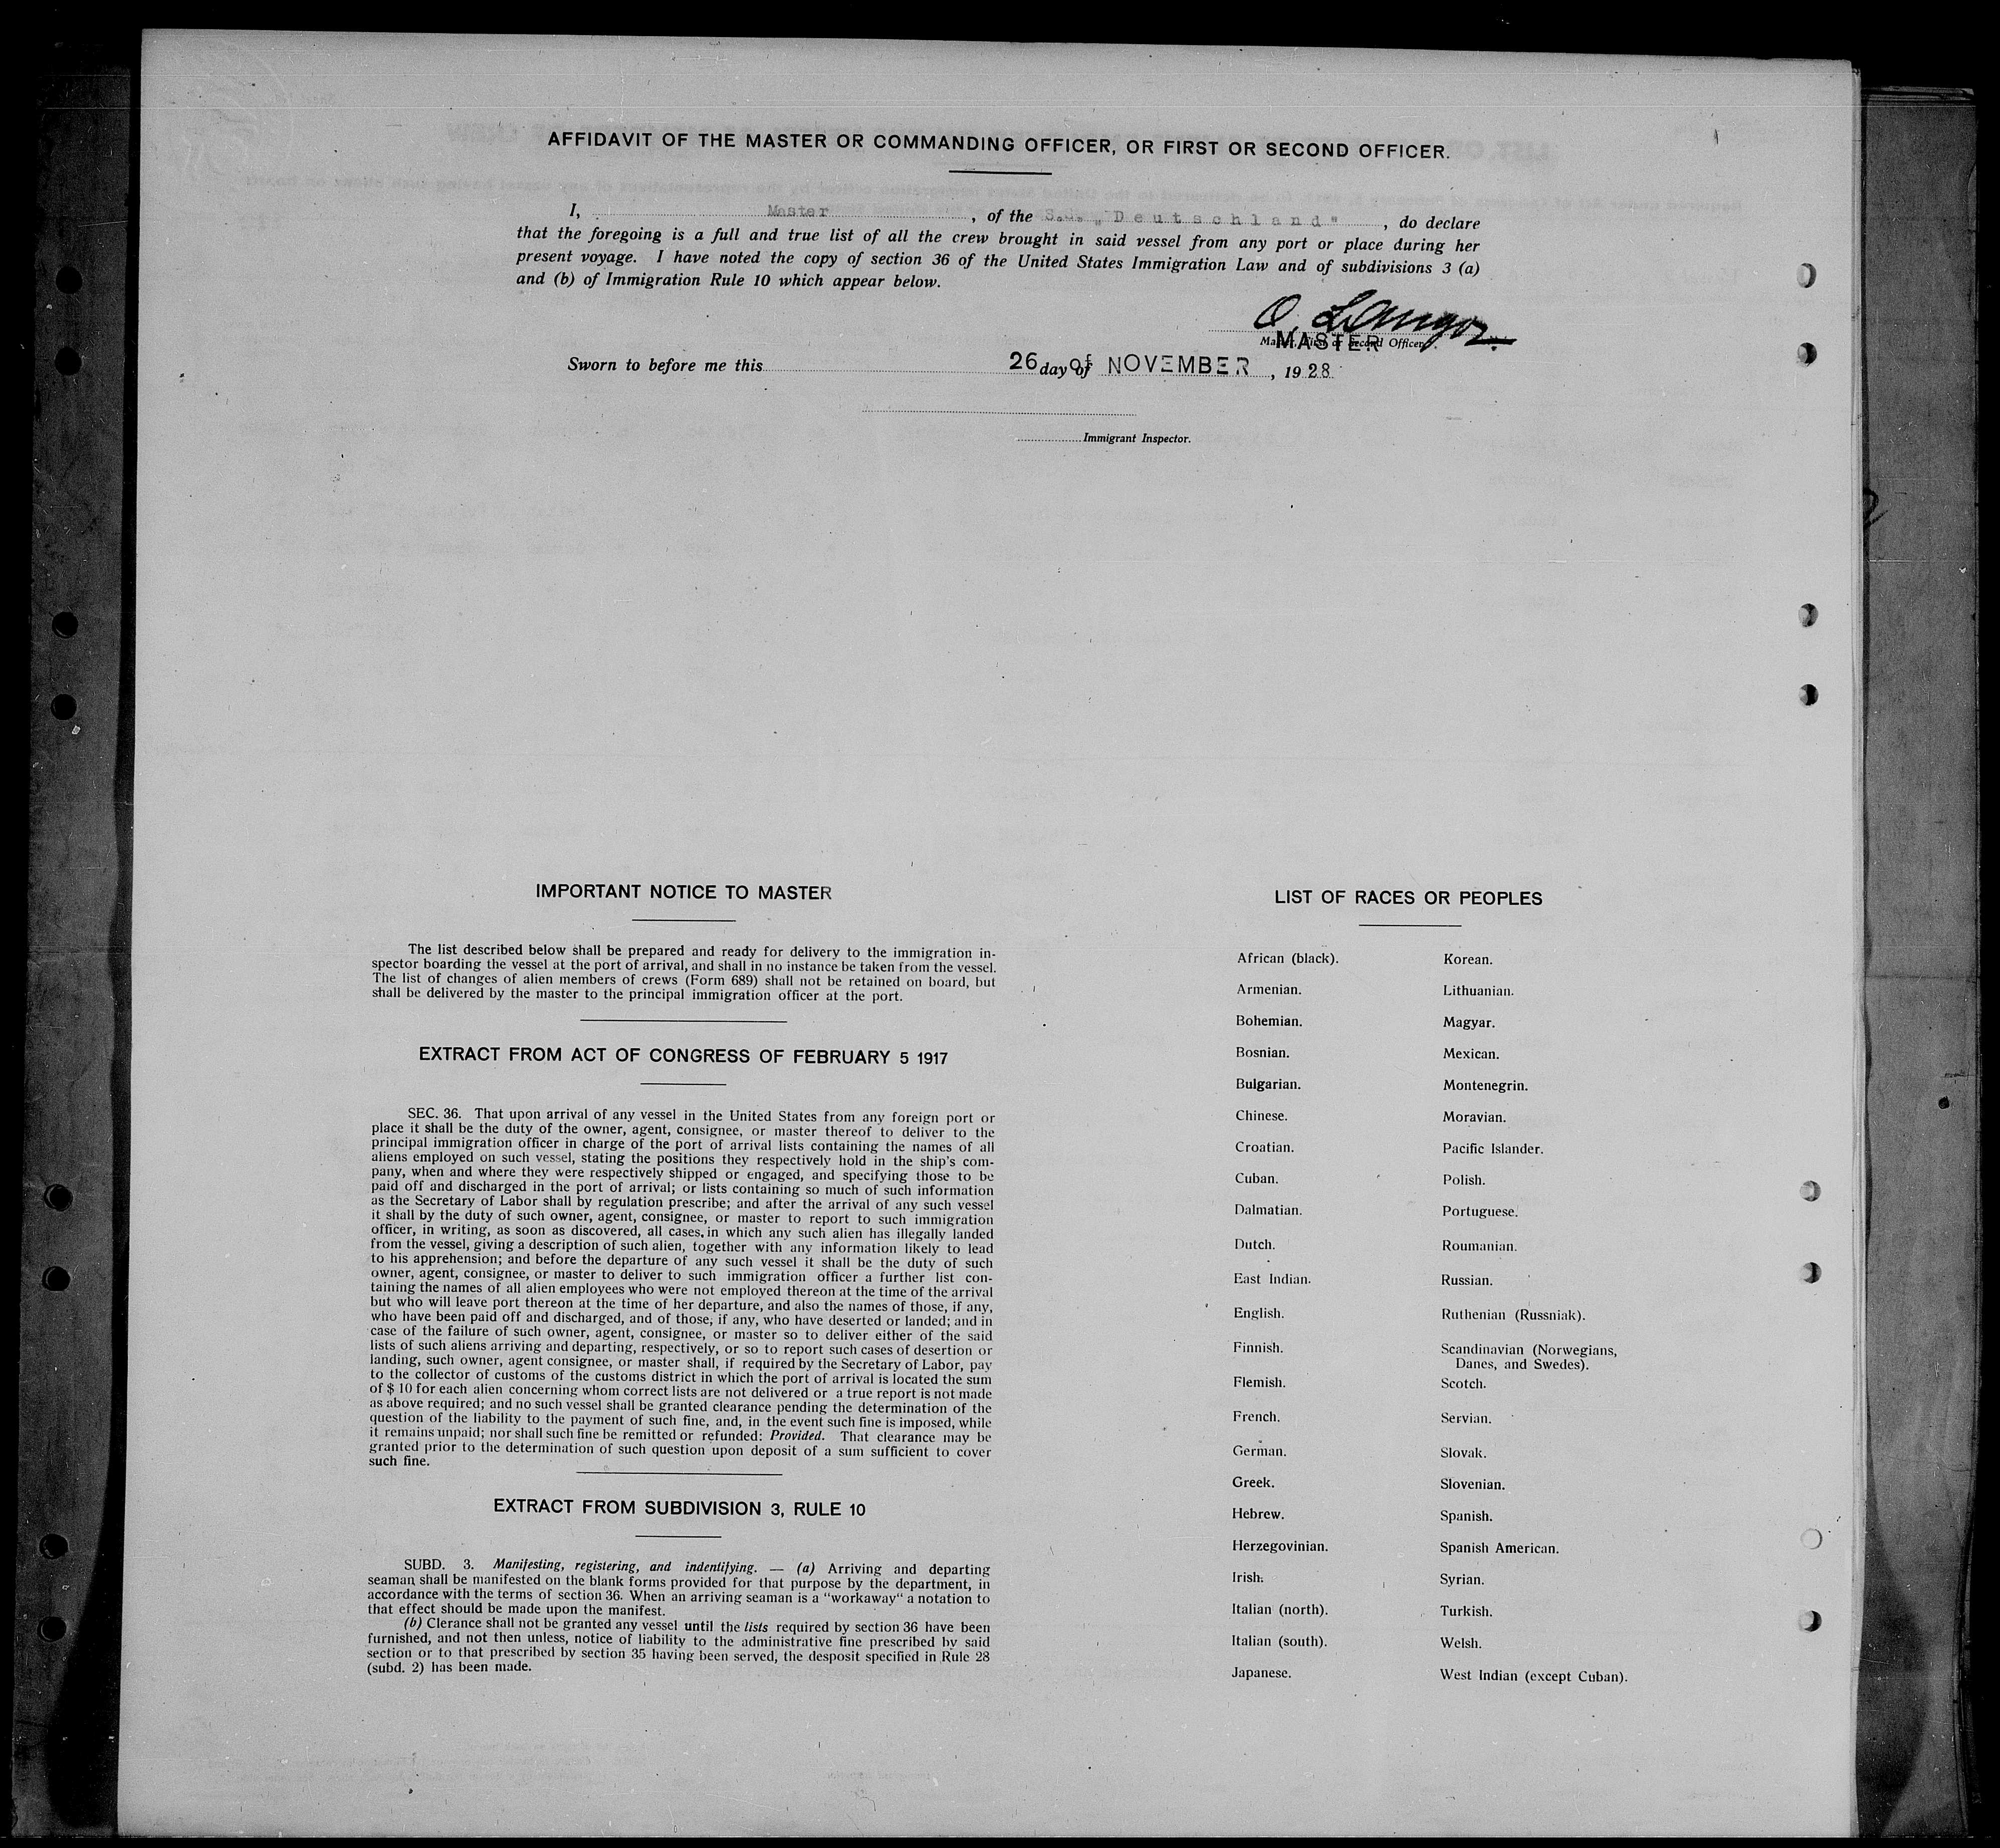 AFFIDAVIT OF THE MASTER OR COMMANDING OFFICER, OR FIRST OR SECOND OFFICER.
I, Master, of the S.S. „Deutschland", do declare
that the foregoing is a full and true list of all the crew brought in said vessel from any port or place during her
present voyage. I have noted the copy of section 36 of the United States Immigration Law and of subdivisions 3 (a)
and (b) of Immigration Rule 10 which appear below.
O.
MASTER
Master, First or Second Officer.
Sworn to before me this 26 day of NOVEMBER, 1928
Immigrant Inspector.
IMPORTANT NOTICE TO MASTER
The list described below shall be prepared and ready for delivery to the immigration in-
spector boarding the vessel at the port of arrival, and shall in no instance be taken from the vessel.
The list of changes of alien members of crews (Form 689) shall not be retained on board, but
shall be delivered by the master to the principal immigration officer at the port.
EXTRACT FROM ACT OF CONGRESS OF FEBRUARY 5 1917
SEC. 36. That upon arrival of any vessel in the United States from any foreign port or
place it shall be the duty of the owner, agent, consignee, or master thereof to deliver to the
principal immigration officer in charge of the port of arrival lists containing the names of all
aliens employed on such vessel, stating the positions they respectively hold in the ship's com-
pany, when and where they were respectively shipped or engaged, and specifying those to be
paid off and discharged in the port of arrival; or lists containing so much of such information
as the Secretary of Labor shall by regulation prescribe; and after the arrival of any such vessel
it shall by the duty of such owner, agent, consignee, or master to report to such immigration
officer, in writing, as soon as discovered, all cases, in which any such alien has illegally landed
from the vessel, giving a description of such alien, together with any information likely to lead
to his apprehension; and before the departure of any such vessel it shall be the duty of such
owner, agent, consignee, or master to deliver to such immigration officer a further list con-
taining the names of all alien employees who were not employed thereon at the time of the arrival
but who will leave port thereon at the time of her departure, and also the names of those, if any,
who have been paid off and discharged, and of those, if any, who have deserted or landed; and in
case of the failure of such owner, agent, consignee, or master so to deliver either of the said
lists of such aliens arriving and departing, respectively, or so to report such cases of desertion or
landing, such owner, agent consignee, or master shall, if required by the Secretary of Labor, pay
to the collector of customs of the customs district in which the port of arrival is located the sum
of $ 10 for each alien concerning whom correct lists are not delivered or a true report is not made
as above required; and no such vessel shall be granted clearance pending the determination of the
question of the liability to the payment of such fine, and, in the event such fine is imposed, while
it remains unpaid; nor shall such fine be remitted or refunded: Provided. That clearance may be
granted prior to the determination of such question upon deposit of a sum sufficient to cover
such fine.
EXTRACT FROM SUBDIVISION 3, RULE 10
SUBD. 3. Manifesting, registering, and indentifying. — (a) Arriving and departing
seaman shall be manifested on the blank forms provided for that purpose by the department, in
accordance with the terms of section 36. When an arriving seaman is a "workaway" a notation to
that effect should be made upon the manifest.
(b) Clerance shall not be granted any vessel until the lists required by section 36 have been
furnished, and not then unless, notice of liability to the administrative fine prescribed by said
section or to that prescribed by section 35 having been served, the desposit specified in Rule 28
(subd. 2) has been made.
LIST OF RACES OR PEOPLES
African (black).
Armenian.
Bohemian.
Bosnian.
Bulgarian.
Chinese.
Croatian.
Cuban.
Dalmatian.
Dutch.
East Indian.
English.
Finnish.
Flemish.
French.
German.
Greek.
Hebrew.
Herzegovinian.
Irish.
Italian (north).
Italian (south).
Japanese.
Korean.
Lithuanian.
Magyar.
Mexican.
Montenegrin.
Moravian.
Pacific Islander.
Polish.
Portuguese.
Roumanian.
Russian.
Ruthenian (Russniak).
Scandinavian (Norwegians,
Danes, and Swedes).
Scotch.
Servian.
Slovak.
Slovenian.
Spanish.
Spanish American.
Syrian.
Turkish.
Welsh.
West Indian (except Cuban).